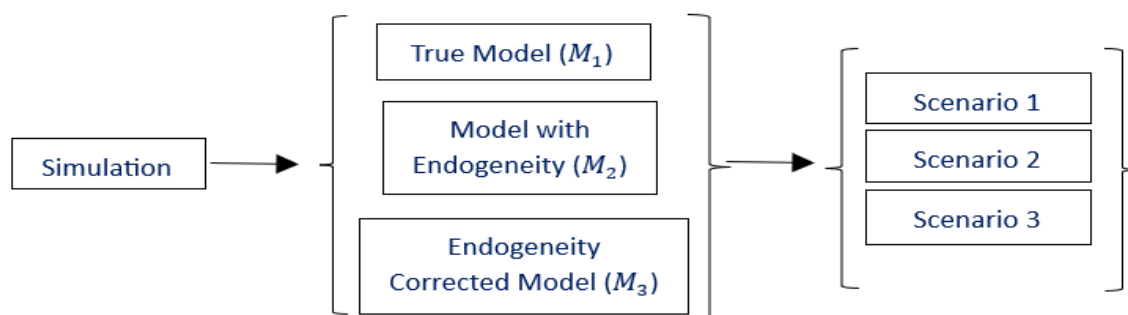 Simulation
True Model (M₁)
Model with
Endogeneity (M₂)
Endogeneity
Corrected Model (M₃)
Scenario 1
Scenario 2
Scenario 3